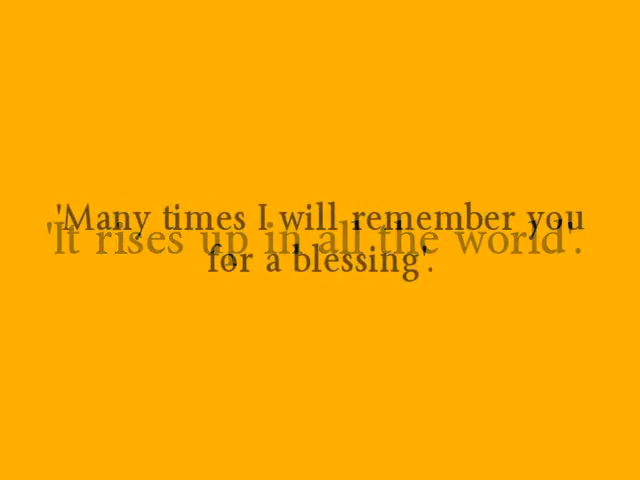 'Many times I will remember you
'It rises up in all the world'.
for a blessing'.